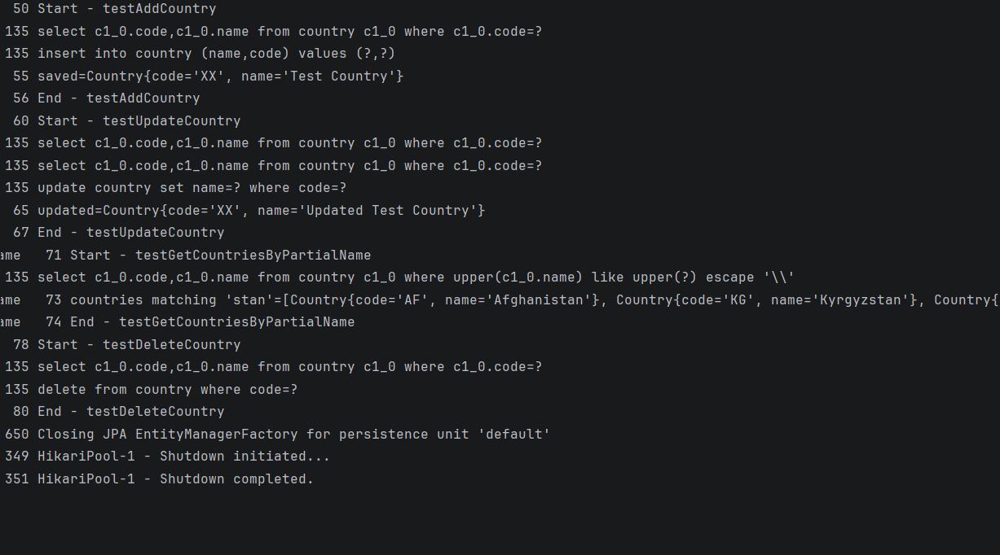 50 Start - testAddCountry
135 select c1_0.code,c1_0.name from country c1_0 where c1_0.code=?
135 insert into country (name,code) values (?,?)
55 saved=Country{code='XX', name='Test Country'}
56 End - testAddCountry
60 Start - testUpdateCountry
135 select c1_0.code,c1_0.name from country c1_0 where c1_0.code=?
135 select c1_0.code,c1_0.name from country c1_0 where c1_0.code=?
135 update country set name=? where code=?
65 updated=Country{code='XX', name='Updated Test Country'}
67 End - testUpdateCountry
ame 71 Start - testGetCountriesByPartialName
135 select c1_0.code,c1_0.name from country c1_0 where upper(c1_0.name) like upper(?) escape '\\'
ame 73 countries matching 'stan'=[Country{code='AF', name='Afghanistan'}, Country{code='KG', name='Kyrgyzstan'}, Country{
ame 74 End - testGetCountriesByPartialName
78 Start - testDeleteCountry
135 select c1_0.code,c1_0.name from country c1_0 where c1_0.code=?
135 delete from country where code=?
80 End - testDeleteCountry
650 Closing JPA EntityManagerFactory for persistence unit 'default'
349 HikariPool-1 - Shutdown initiated...
351 HikariPool-1 - Shutdown completed.